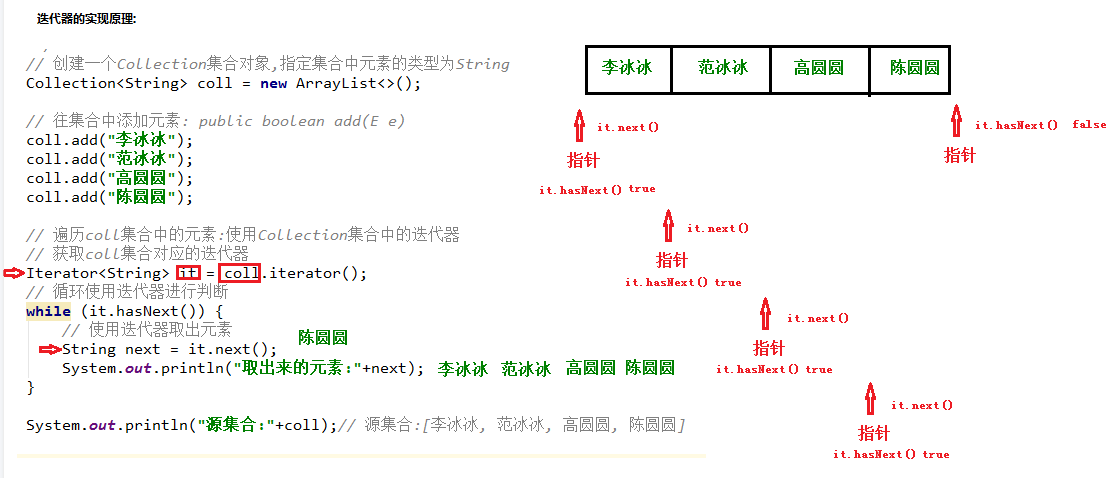 迭代器的实现原理:
// 创建一个Collection集合对象,指定集合中元素的类型为String
Collection<String> coll = new ArrayList<>();
// 往集合中添加元素: public boolean add(E e)
coll.add("李冰冰");
coll.add("范冰冰");
coll.add("高圆圆");
coll.add("陈圆圆");
// 遍历coll集合中的元素:使用Collection集合中的迭代器
// 获取coll集合对应的迭代器
Iterator<String> it = coll.iterator();
// 循环使用迭代器进行判断
while (it.hasNext()) {
// 使用迭代器取出元素
陈圆圆
String next = it.next();
System.out.println("取出来的元素:"+next); 李冰冰 范冰冰 高圆圆 陈圆圆
}
System.out.println("源集合:"+coll);// 源集合:[李冰冰, 范冰冰, 高圆圆, 陈圆圆]
李冰冰 范冰冰 高圆圆 陈圆圆
it.next()
指针
it.hasNext() true
it.next()
指针
it.hasNext() true
it.next()
指针
it.hasNext() true
it.next()
指针
it.hasNext() true
it.hasNext() false
指针